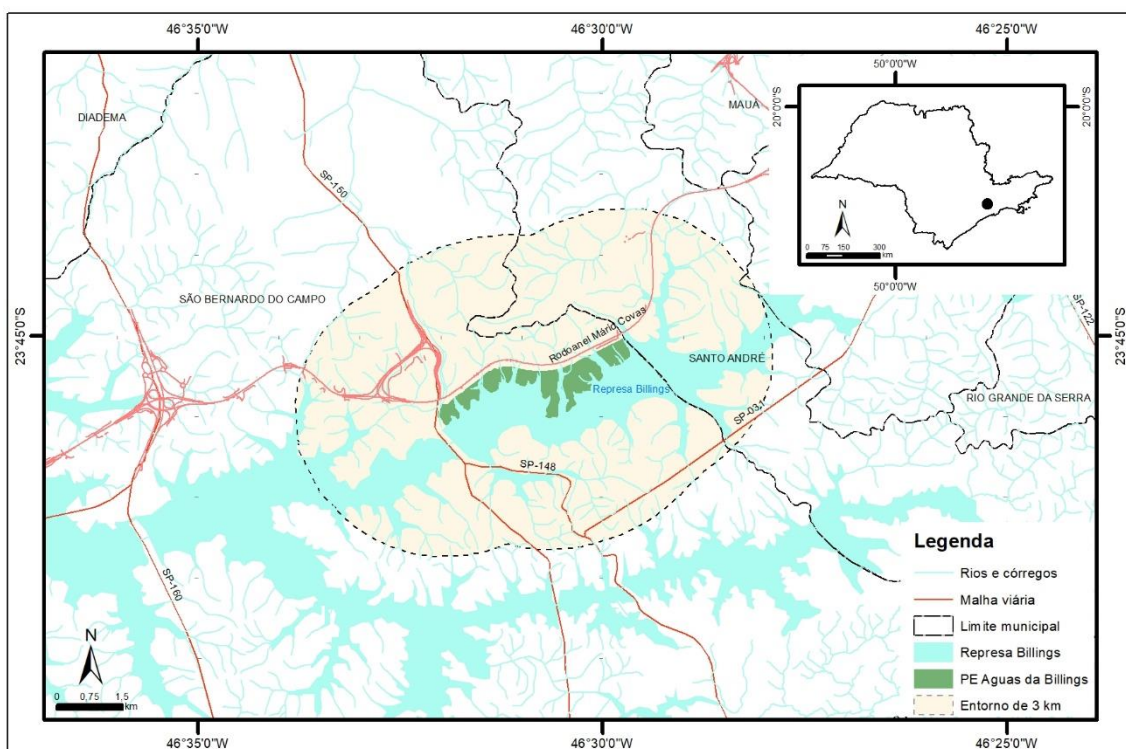 46°35'0"W
46°30'0"W
46°25'0"W
50°0'0"W
20°0'0"S
20°0'0"S
N
0 75 150 300
km
50°0'0"W
DIADEMA
MAUÁ
SP-150
SÃO BERNARDO DO CAMPO
23°45'0"S
23°45'0"S
SP-122
Rodoanel Mário Covas
SANTO ANDRÉ
Represa Billings
RIO GRANDE DA SERRA
SP-031
SP-148
SP-160
Legenda
Rios e córregos
Malha viária
Limite municipal
Represa Billings
PE Aguas da Billings
Entorno de 3 km
N
0 0,75 1,5
km
46°35'0"W
46°30'0"W
46°25'0"W